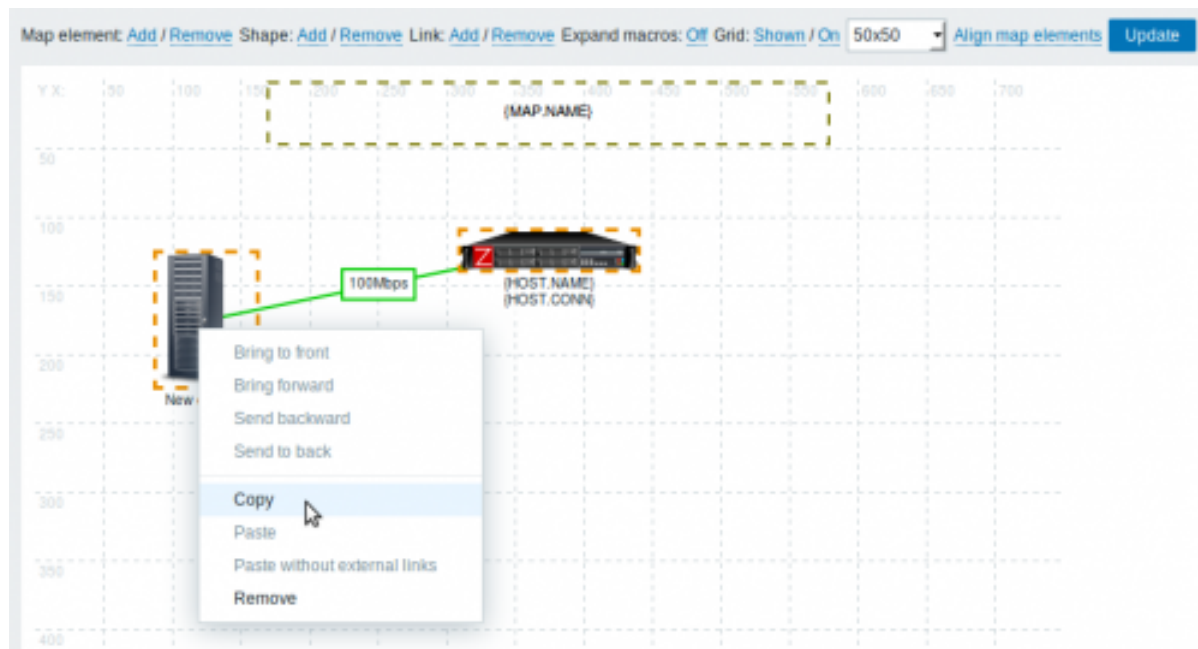 Map element: Add / Remove Shape: Add / Remove Link: Add / Remove Expand macros: Off Grid: Shown / On 50x50 Align map elements Update
Y X: 50 100 150 200 250 300 350 400 450 500 550 600 650 700
{MAP.NAME}
50
100
Z
100Mbps
{HOST.NAME}
150
{HOST.CONN}
Bring to front
200
Bring forward
New
Send backward
250
Send to back
Copy
300
Paste
Paste without external links
350
Remove
400